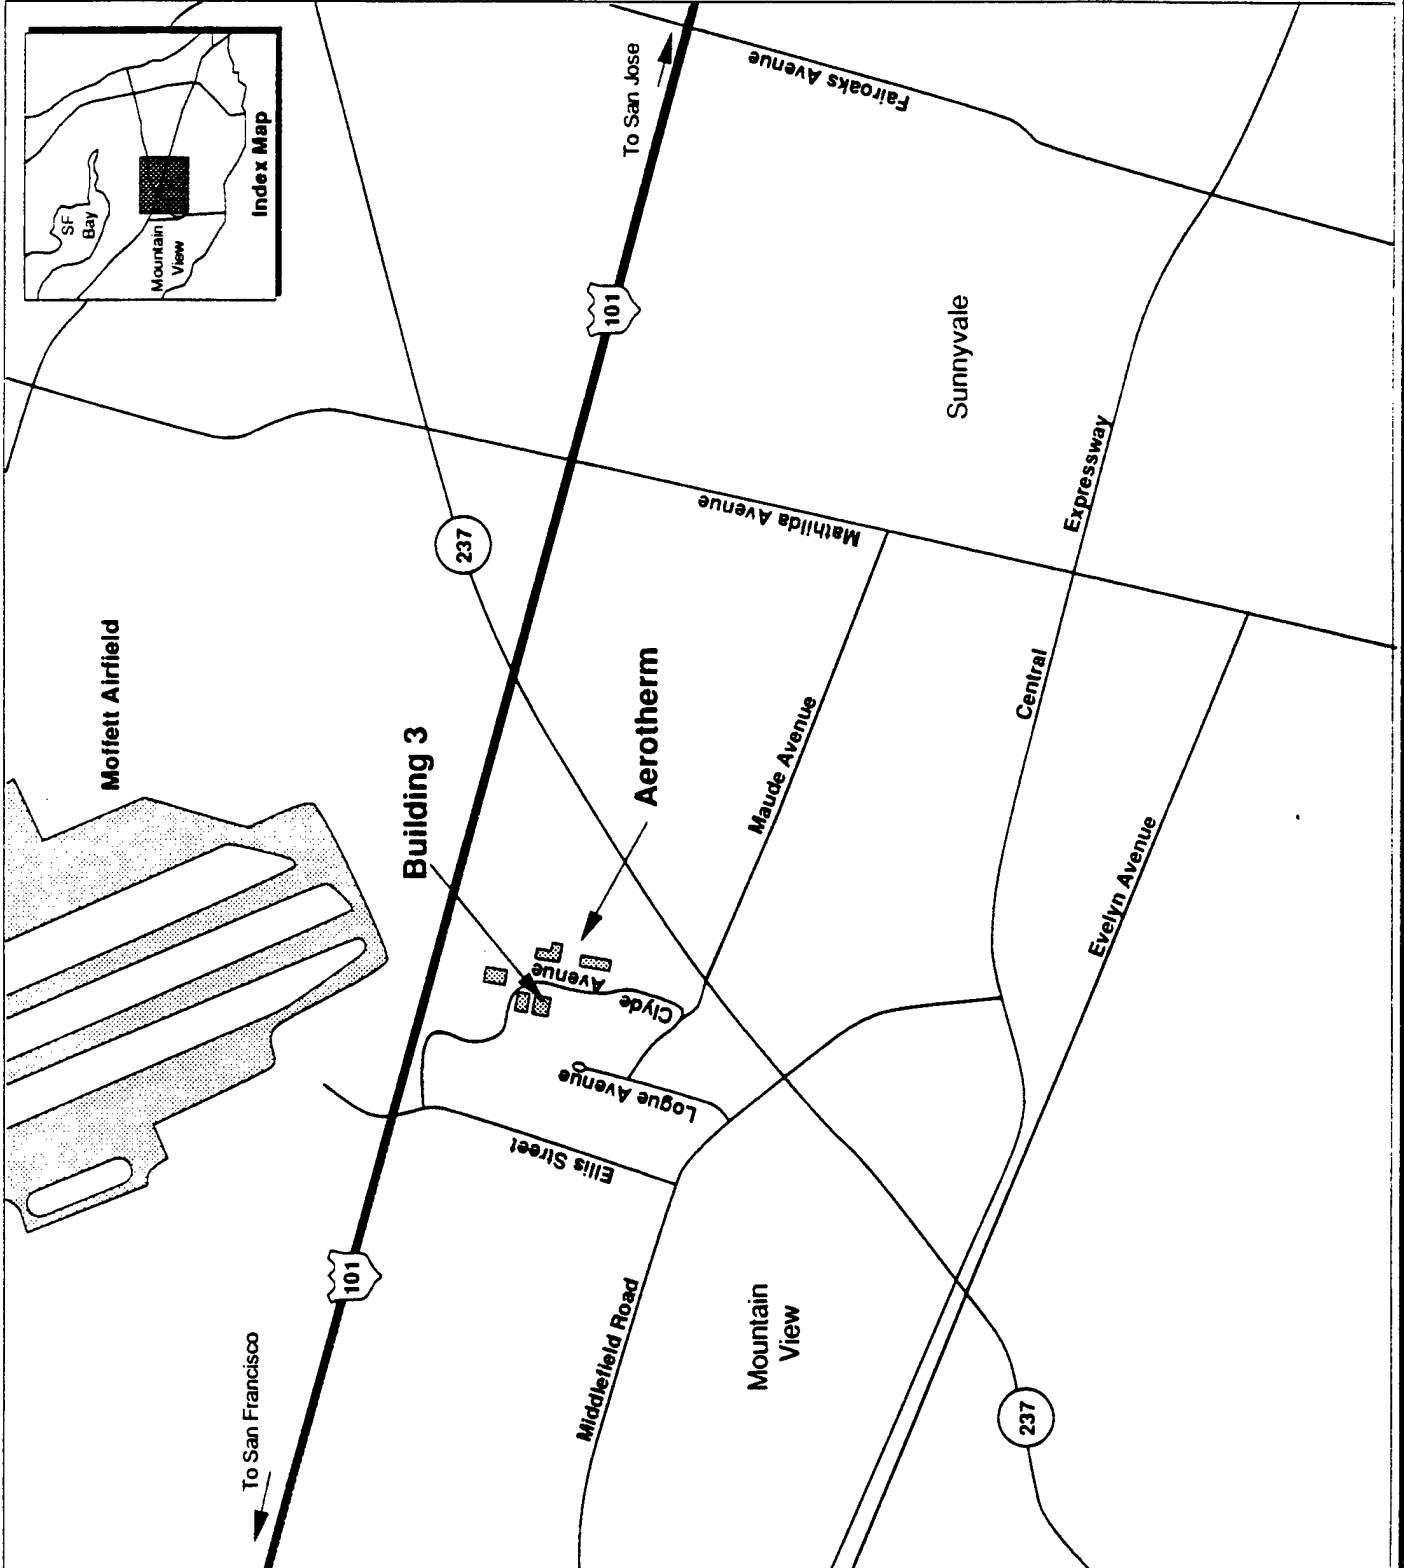 SF
Bay
Mountain
View
Index Map
To San Jose
Fairoaks Avenue
101
Sunnyvale
237
Mathilda Avenue
Expressway
Moffett Airfield
Building 3
Aerotherm
Maude Avenue
Central
Evelyn Avenue
Clyde
Avenue
Logue Avenue
Ellis Street
101
To San Francisco
Middlefield Road
Mountain
View
237